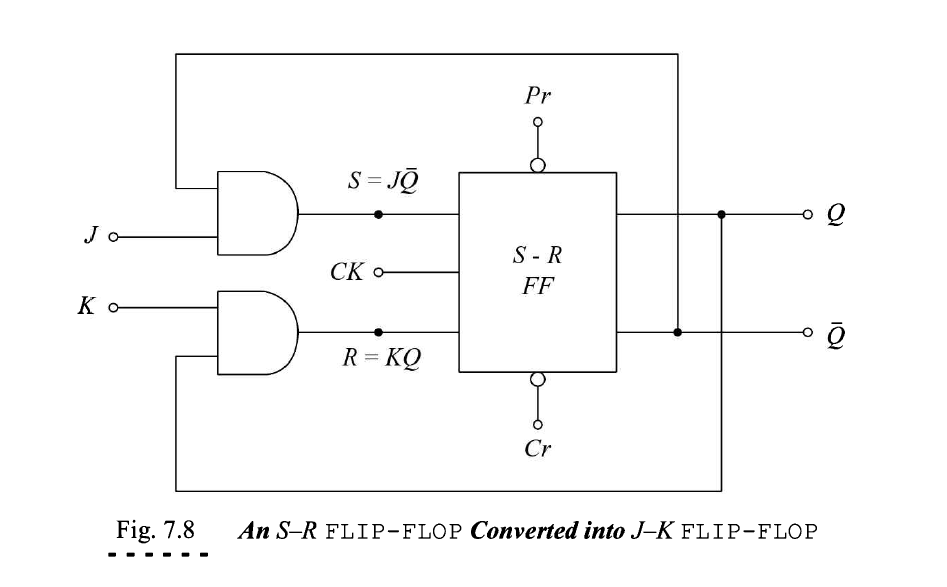 Pr
S = JQ̄
J
Q
CK
S - R
FF
K
R = KQ
Q̄
Cr
Fig. 7.8 An S–R FLIP-FLOP Converted into J–K FLIP-FLOP